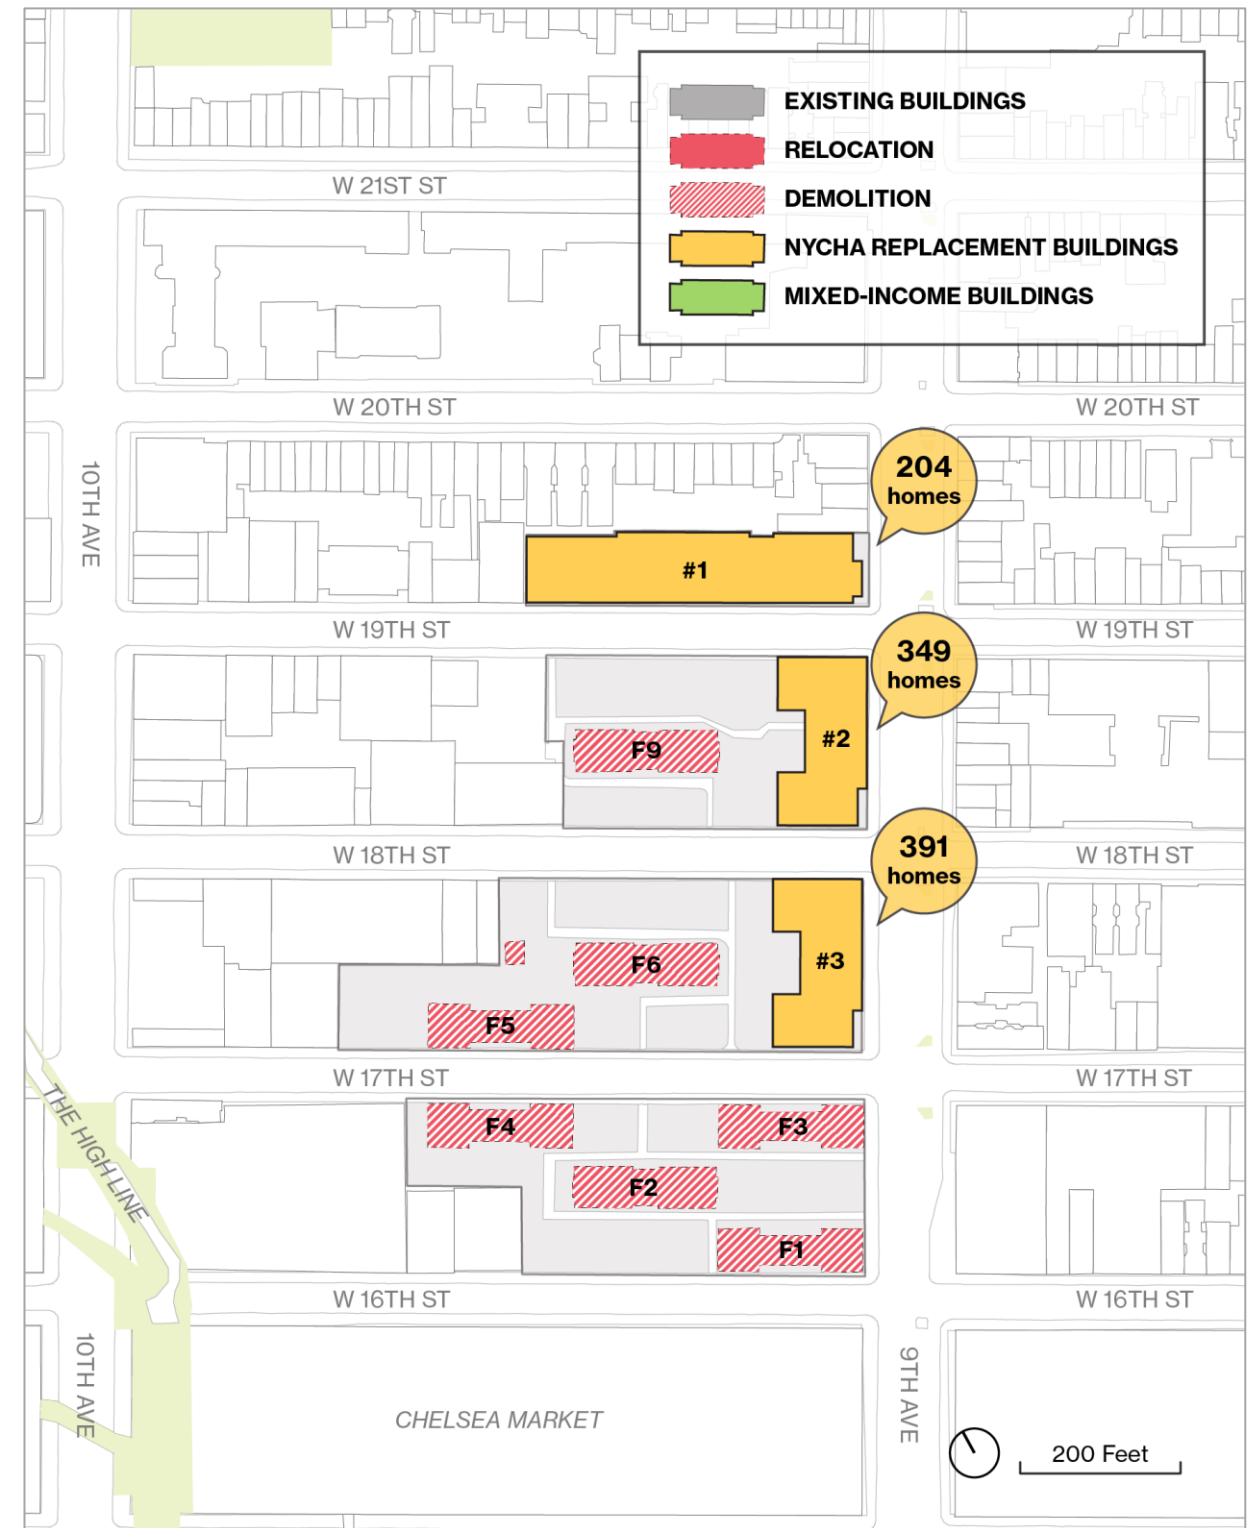 EXISTING BUILDINGS
RELOCATION
DEMOLITION
NYCHA REPLACEMENT BUILDINGS
MIXED-INCOME BUILDINGS
W 21ST ST
W 20TH ST
W 20TH ST
10TH AVE
204
homes
#1
W 19TH ST
W 19TH ST
349
homes
#2
F9
W 18TH ST
W 18TH ST
391
homes
#3
F6
F5
W 17TH ST
W 17TH ST
THE HIGH LINE
F4
F3
F2
F1
W 16TH ST
W 16TH ST
10TH AVE
9TH AVE
CHELSEA MARKET
200 Feet